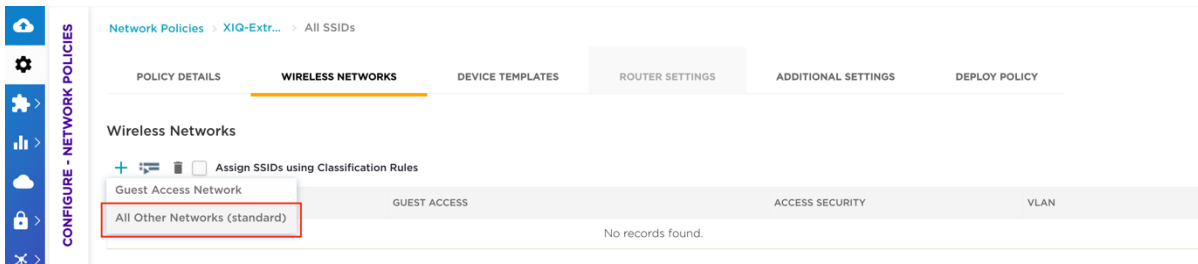 CONFIGURE - NETWORK POLICIES
Network Policies > XIQ-Extr... > All SSIDs
POLICY DETAILS WIRELESS NETWORKS DEVICE TEMPLATES ROUTER SETTINGS ADDITIONAL SETTINGS DEPLOY POLICY
Wireless Networks
Assign SSIDs using Classification Rules
Guest Access Network
GUEST ACCESS ACCESS SECURITY VLAN
All Other Networks (standard)
No records found.